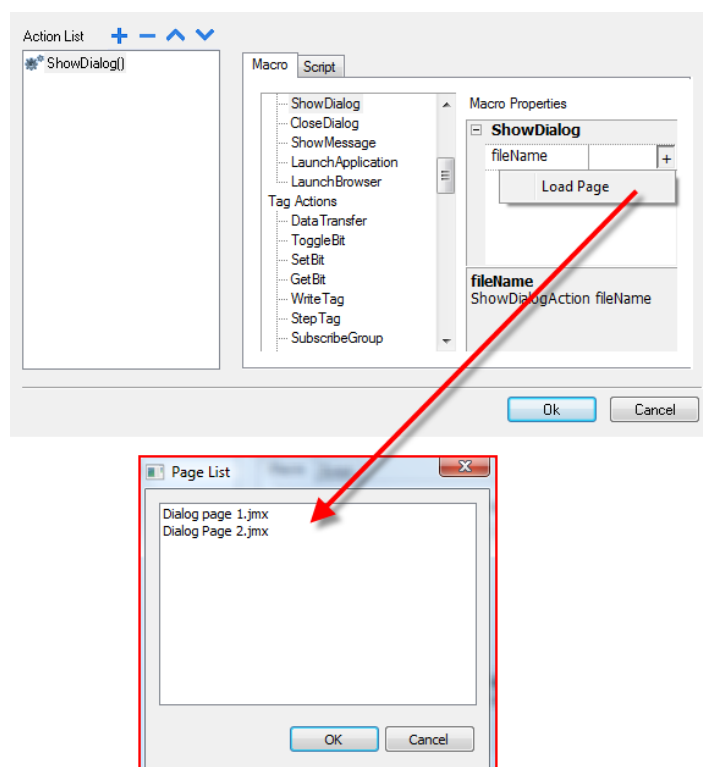 Action List
ShowDialog()
Macro
Script
ShowDialog
CloseDialog
ShowMessage
LaunchApplication
LaunchBrowser
Tag Actions
DataTransfer
ToggleBit
SetBit
GetBit
WriteTag
StepTag
SubscribeGroup
Macro Properties
ShowDialog
fileName
Load Page
fileName
ShowDialogAction fileName
Ok
Cancel
Page List
Dialog page 1.jmx
Dialog Page 2.jmx
OK
Cancel